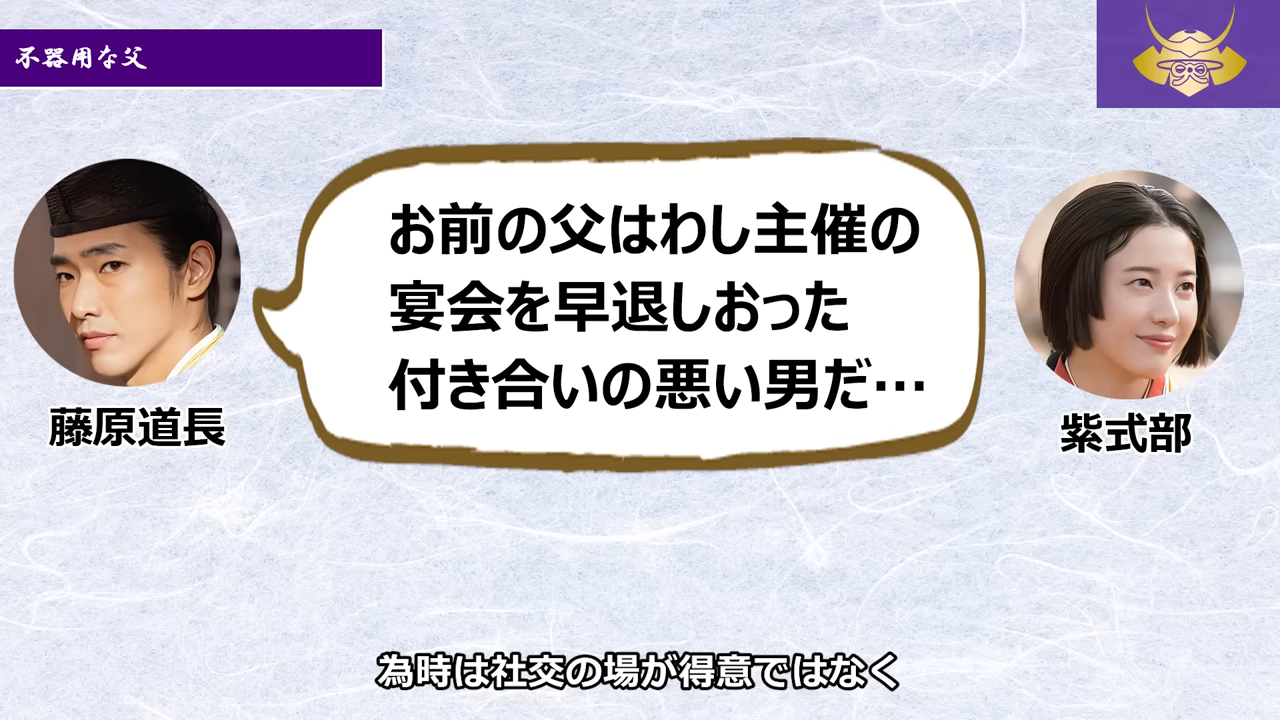 不器用な父
お前の父はわし主催の
宴会を早退しおった
付き合いの悪い男だ…
藤原道長
紫式部
為時は社交の場が得意ではなく